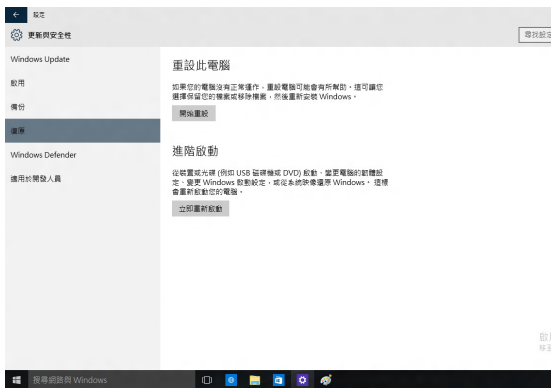 設定
更新與安全性
尋找設定
Windows Update
啟用
備份
復原
Windows Defender
適用於開發人員
重設此電腦
如果您的電腦沒有正常運作，重設電腦可能會有所幫助。這可讓您
選擇保留您的檔案或移除檔案，然後重新安裝 Windows。
開始重設
進階啟動
從裝置或光碟 (例如 USB 磁碟機或 DVD) 啟動、變更電腦的韌體設
定、變更 Windows 啟動設定，或從系統映像還原 Windows。這樣
會重新啟動您的電腦。
立即重新啟動
搜尋網路與 Windows